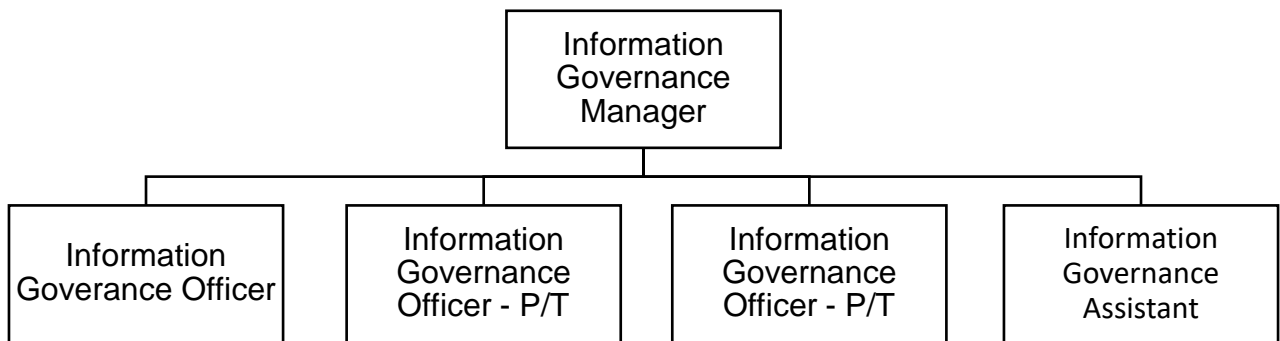 Information
Governance
Manager
Information
Goverance Officer
Information
Governance
Officer - P/T
Information
Governance
Officer - P/T
Information
Governance
Assistant